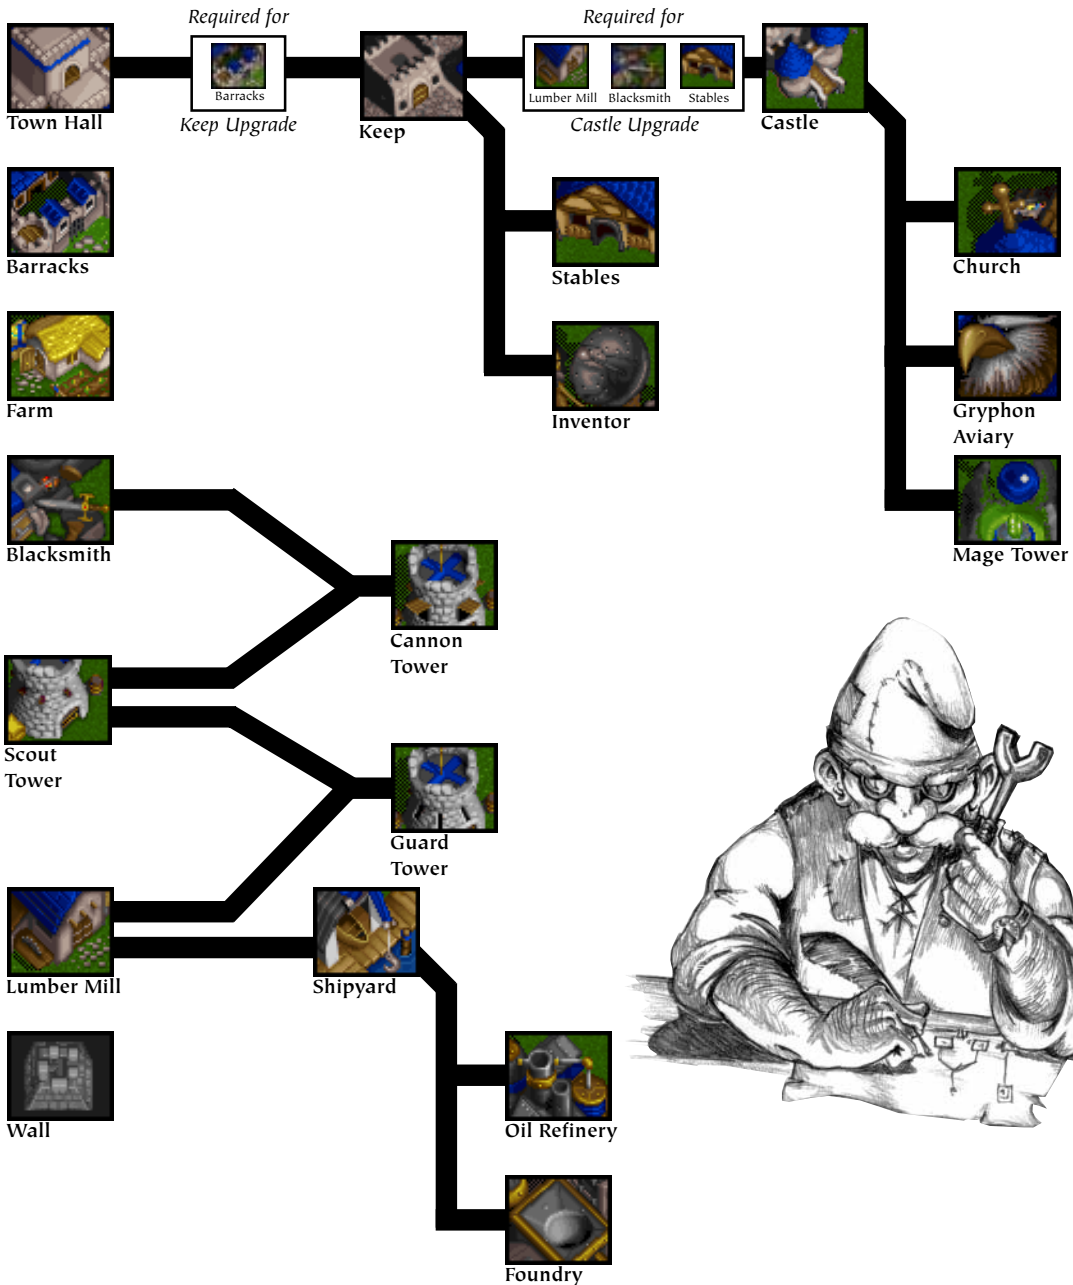 Required for
Required for
Barracks
Lumber Mill
Blacksmith
Stables
Town Hall
Keep Upgrade
Keep
Castle Upgrade
Castle
Barracks
Stables
Church
Farm
Inventor
Gryphon
Aviary
Blacksmith
Mage Tower
Cannon
Tower
Scout
Tower
Guard
Tower
Lumber Mill
Shipyard
Wall
Oil Refinery
Foundry